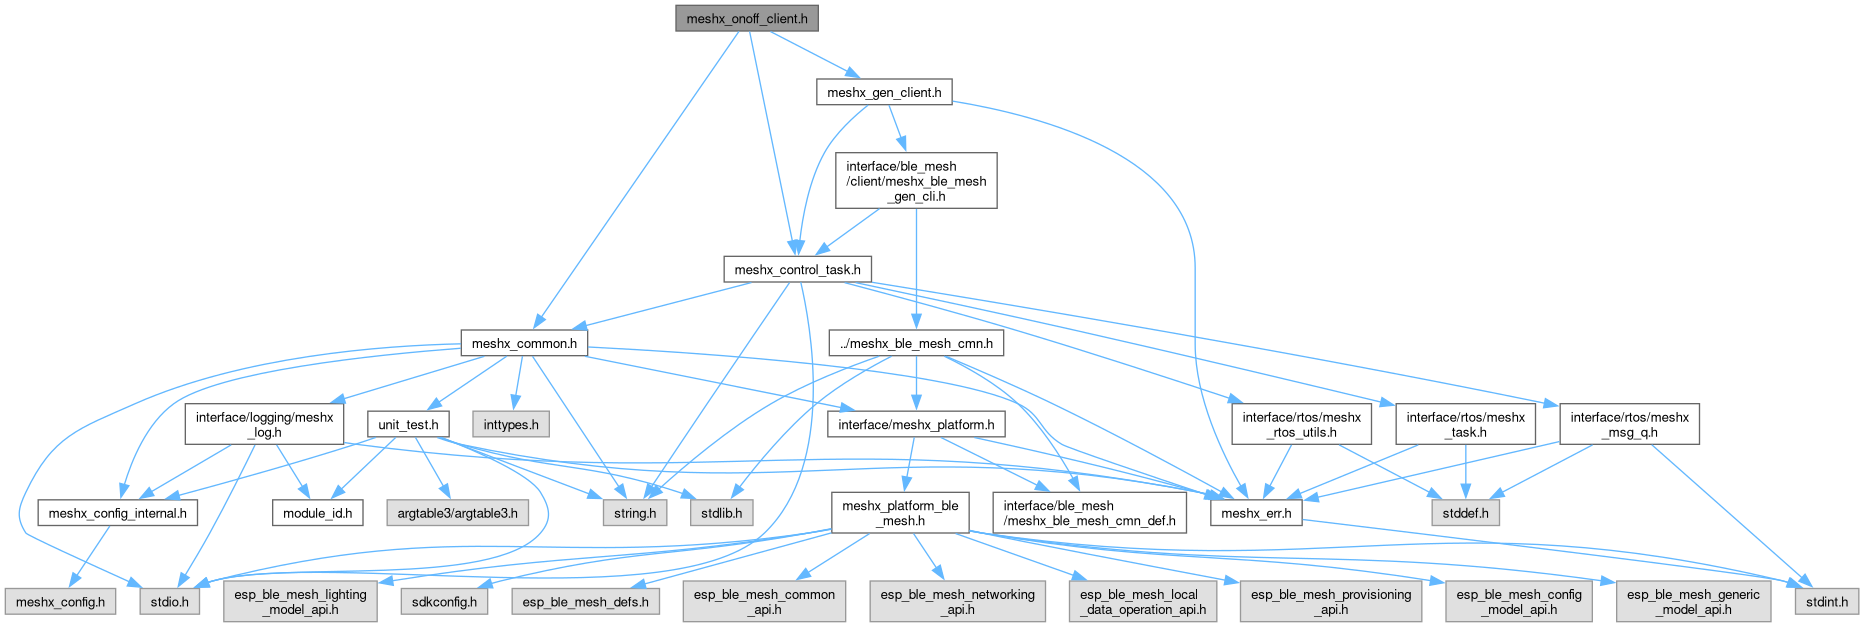 meshx_onoff_client.h
meshx_gen_client.h
interface/ble_mesh
/client/meshx_ble_mesh
_gen_cli.h
meshx_control_task.h
meshx_common.h
../meshx_ble_mesh_cmn.h
interface/logging/meshx
_log.h
unit_test.h
inttypes.h
interface/meshx_platform.h
interface/rtos/meshx
_rtos_utils.h
interface/rtos/meshx
_task.h
interface/rtos/meshx
_msg_q.h
meshx_config_internal.h
module_id.h
argtable3/argtable3.h
string.h
stdlib.h
meshx_platform_ble
_mesh.h
interface/ble_mesh
/meshx_ble_mesh_cmn_def.h
meshx_err.h
stddef.h
meshx_config.h
stdio.h
esp_ble_mesh_lighting
_model_api.h
sdkconfig.h
esp_ble_mesh_defs.h
esp_ble_mesh_common
_api.h
esp_ble_mesh_networking
_api.h
esp_ble_mesh_local
_data_operation_api.h
esp_ble_mesh_provisioning
_api.h
esp_ble_mesh_config
_model_api.h
esp_ble_mesh_generic
_model_api.h
stdint.h